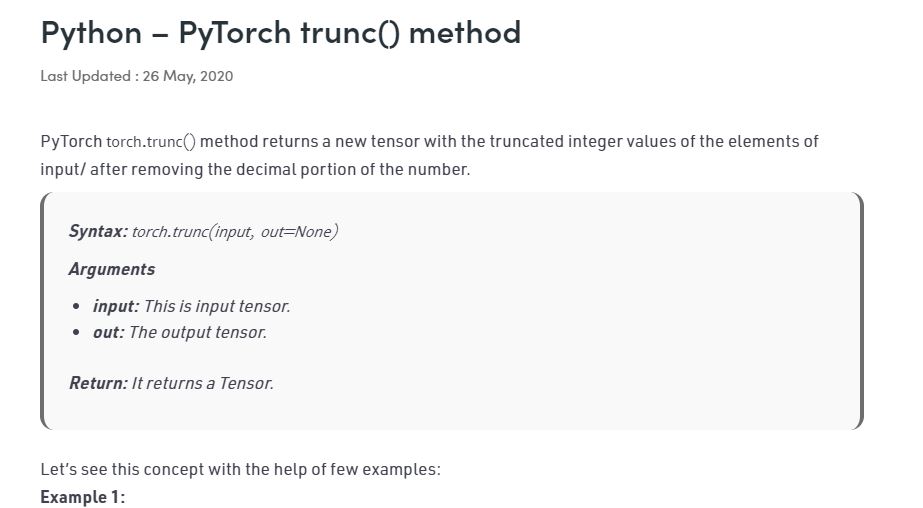 Python – PyTorch trunc() method
Last Updated : 26 May, 2020
PyTorch torch.trunc() method returns a new tensor with the truncated integer values of the elements of
input/ after removing the decimal portion of the number.
Syntax: torch.trunc(input, out=None)
Arguments
• input: This is input tensor.
• out: The output tensor.
Return: It returns a Tensor.
Let’s see this concept with the help of few examples:
Example 1: